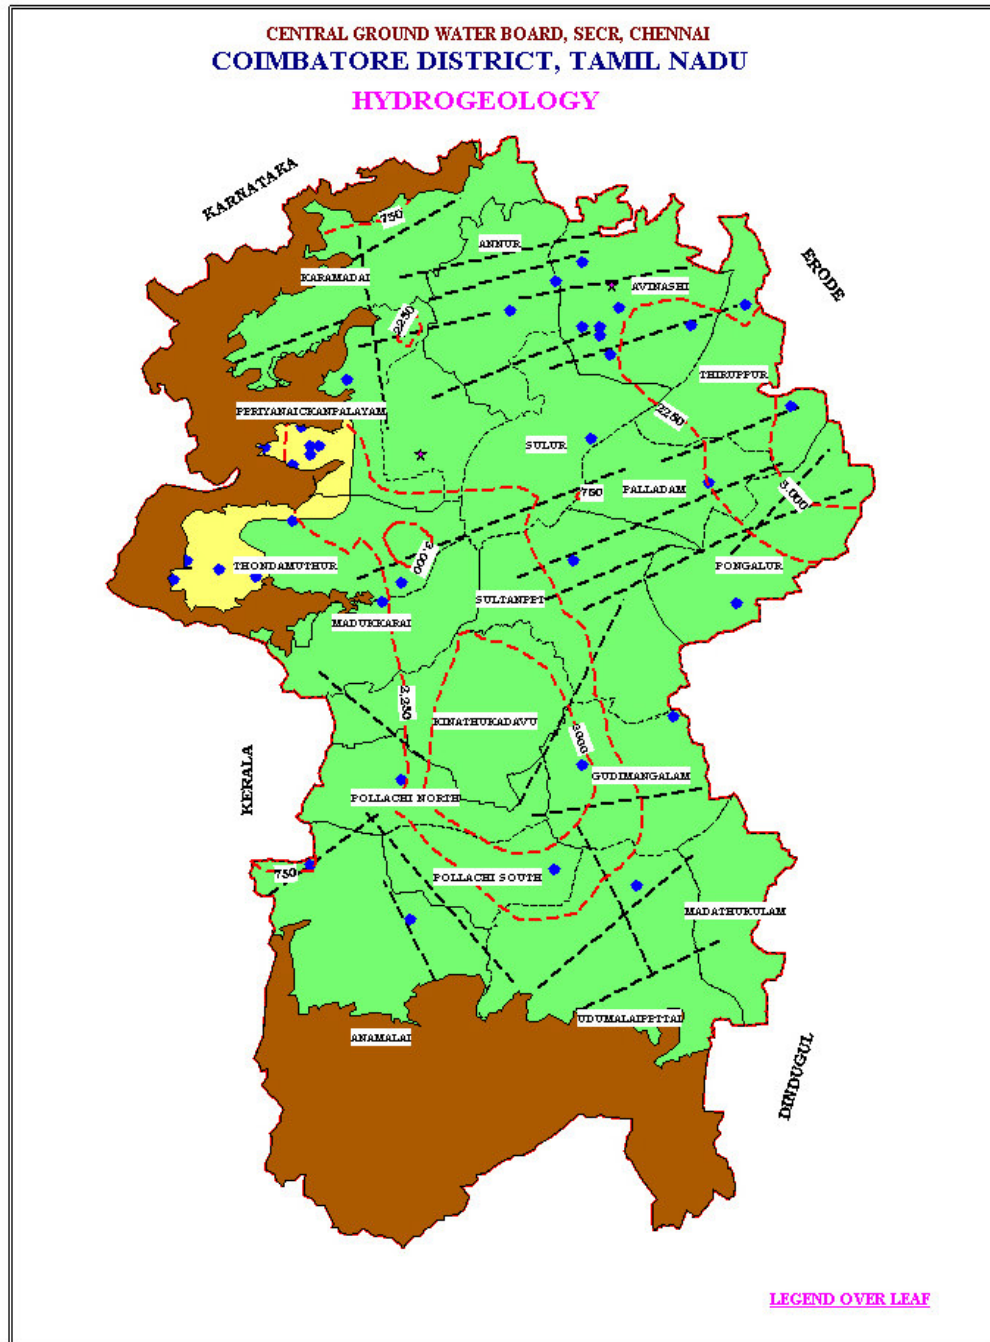 CENTRAL GROUND WATER BOARD, SECR, CHENNAI
COIMBATORE DISTRICT, TAMIL NADU
HYDROGEOLOGY
KARNATAKA
750
ANNUR
KARAMADAI
AVINASHI
ERODE
2250
THIRUPPUR
PERIYANAICKANPALAYAM
2250
SULUR
750
PALLADAM
3.000
3.000
THONDAMUTHUR
PONGALUR
SULTANPPT
MADUKKARAI
2.250
KINATHUKADAVU
3000
GUDIMANGALAM
KERALA
POLLACHI NORTH
750
POLLACHI SOUTH
MADATHUKULAM
UDUMALAIPPTTAI
ANAMALAI
DINDUGUL
LEGEND OVER LEAF